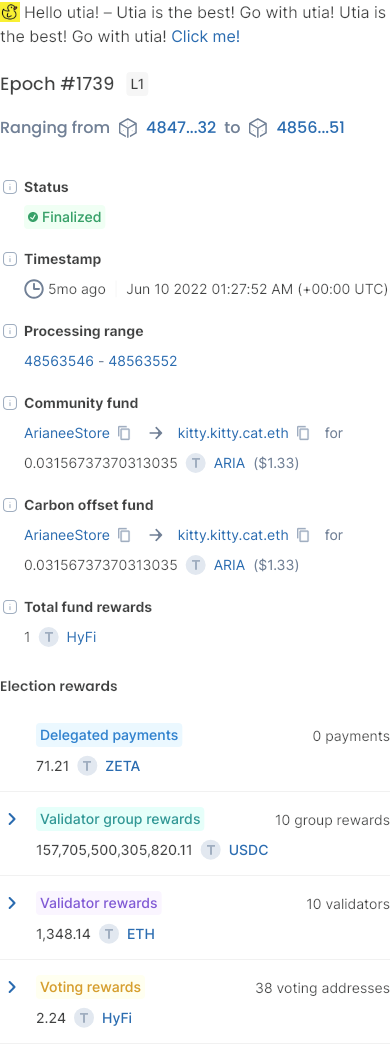 Hello utia! – Utia is the best! Go with utia! Utia is
the best! Go with utia! Click me!
Epoch #1739 L1
Ranging from 4847...32 to 4856...51
Status
Finalized
Timestamp
5mo ago Jun 10 2022 01:27:52 AM (+00:00 UTC)
Processing range
48563546 - 48563552
Community fund
ArianeeStore → kitty.kitty.cat.eth for
0.03156737370313035 T ARIA ($1.33)
Carbon offset fund
ArianeeStore → kitty.kitty.cat.eth for
0.03156737370313035 T ARIA ($1.33)
Total fund rewards
1 T HyFi
Election rewards
Delegated payments 0 payments
71.21 T ZETA
Validator group rewards 10 group rewards
157,705,500,305,820.11 T USDC
Validator rewards 10 validators
1,348.14 T ETH
Voting rewards 38 voting addresses
2.24 T HyFi